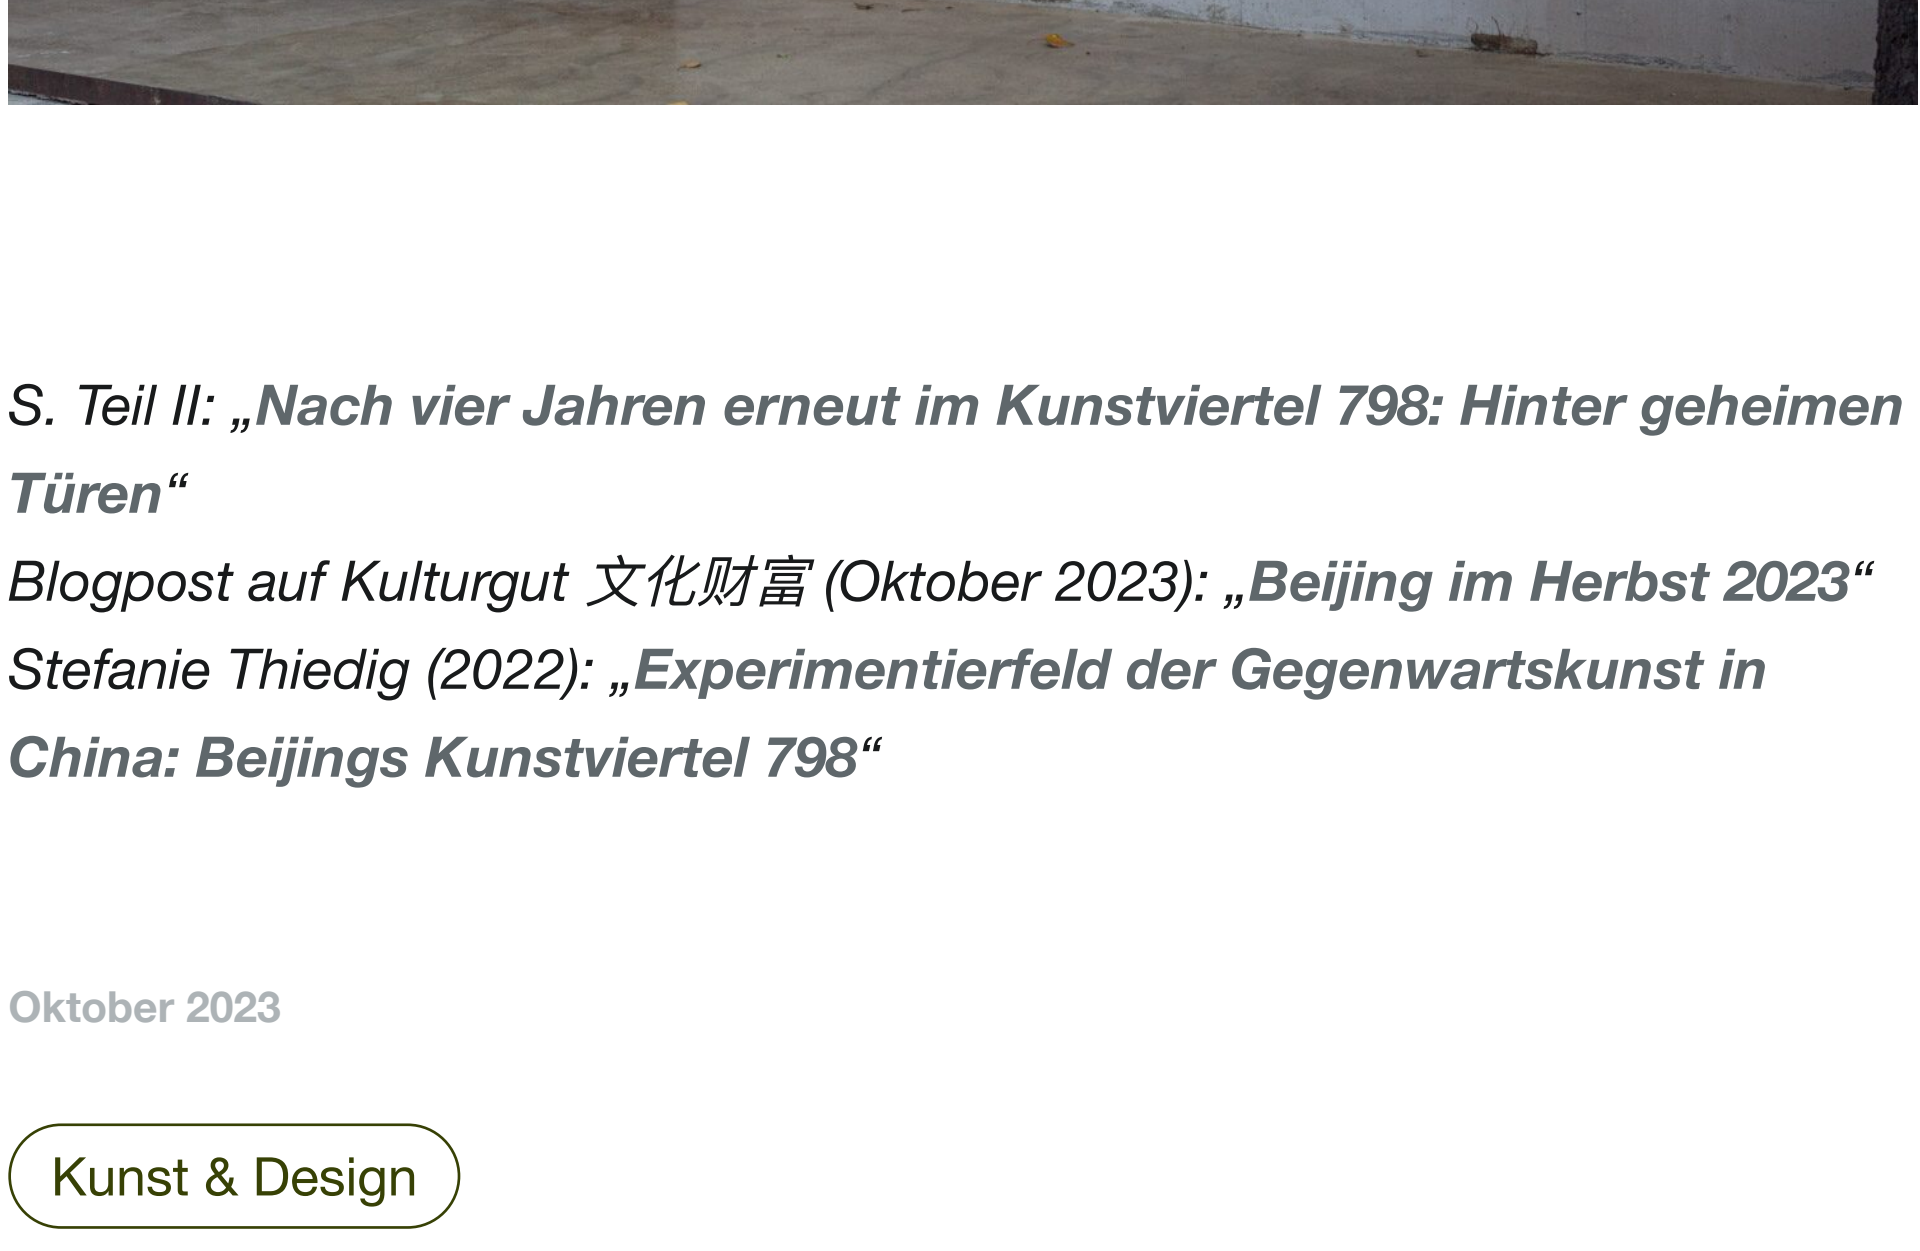 S. Teil II: „Nach vier Jahren erneut im Kunstviertel 798: Hinter geheimen
Türen“
Blogpost auf Kulturgut 文化财富 (Oktober 2023): „Beijing im Herbst 2023“
Stefanie Thiedig (2022): „Experimentierfeld der Gegenwartskunst in
China: Beijings Kunstviertel 798“
Oktober 2023
Kunst & Design